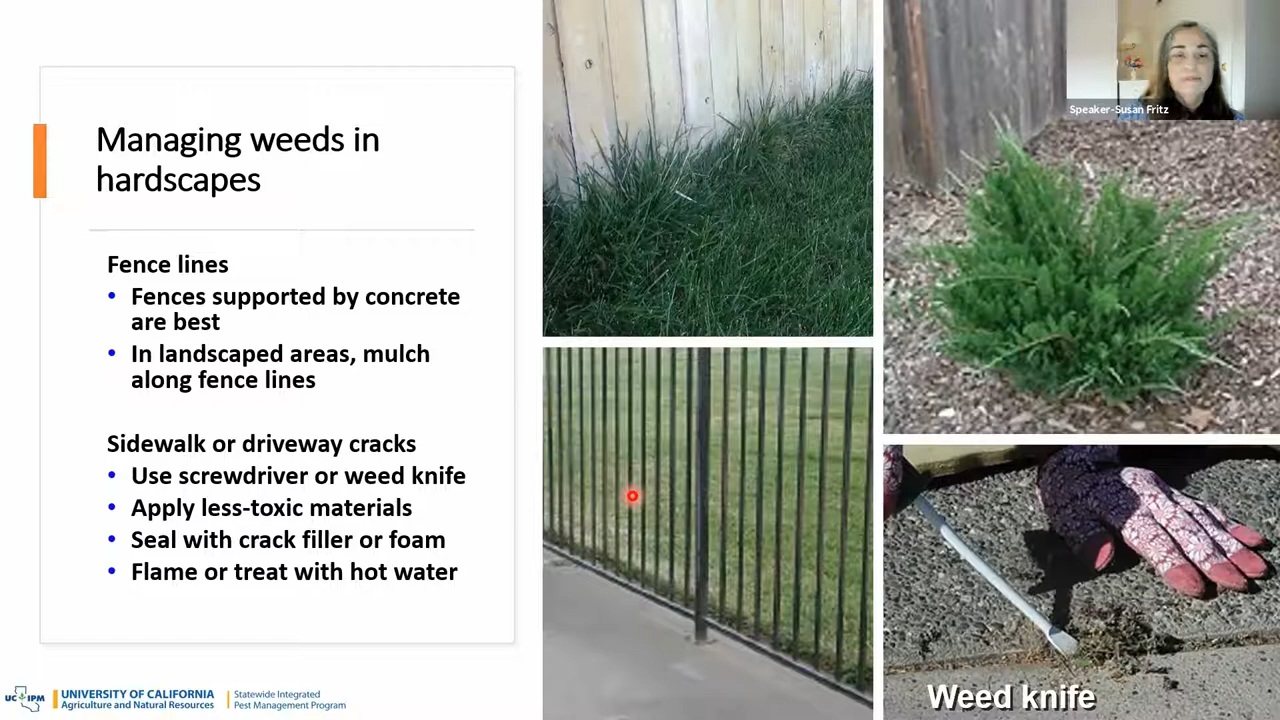 Managing weeds in
hardscapes
Fence lines
• Fences supported by concrete
are best
• In landscaped areas, mulch
along fence lines
Sidewalk or driveway cracks
• Use screwdriver or weed knife
• Apply less-toxic materials
• Seal with crack filler or foam
• Flame or treat with hot water
UC IPM
UNIVERSITY OF CALIFORNIA
Agriculture and Natural Resources
Statewide Integrated
Pest Management Program
Speaker-Susan Fritz
Weed knife